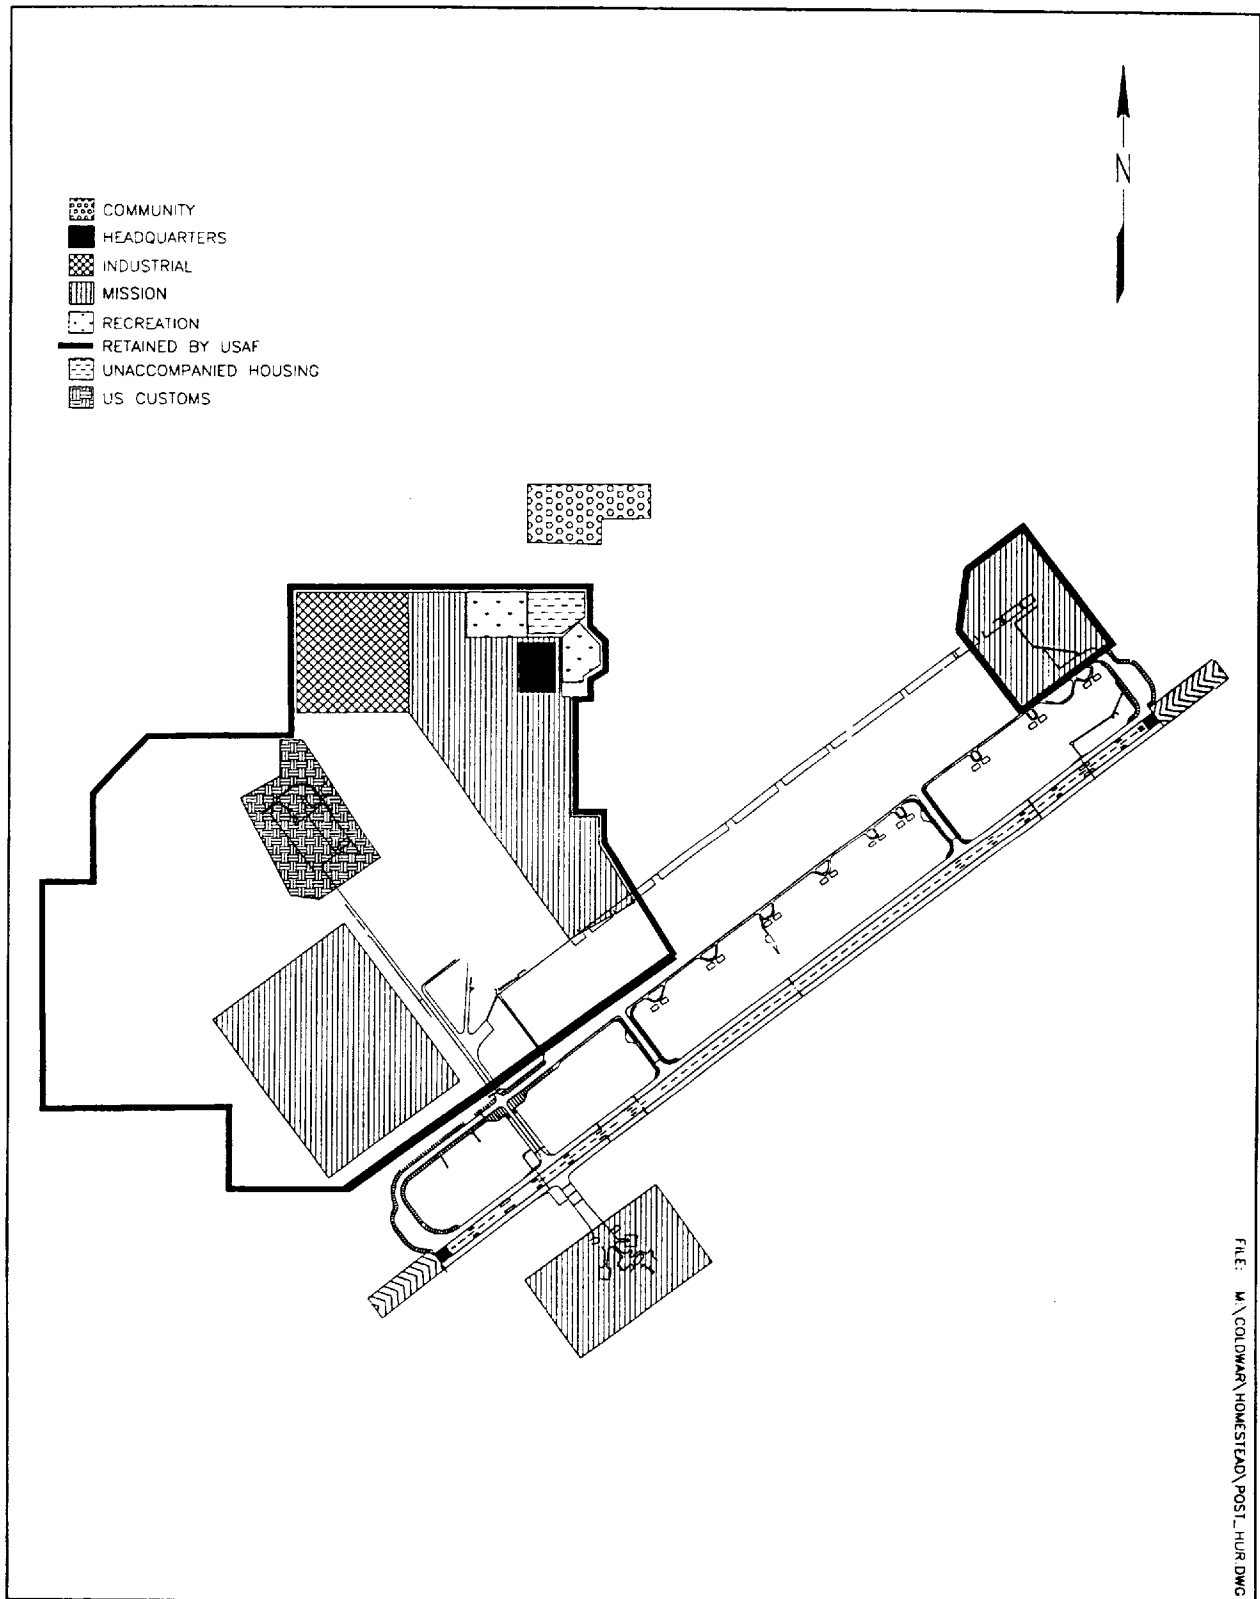 N
COMMUNITY
HEADQUARTERS
INDUSTRIAL
MISSION
RECREATION
RETAINED BY USAF
UNACCOMPANIED HOUSING
US CUSTOMS
FILE: M:\COLDWAR\HOMESTEAD\POST_HUR.DWG